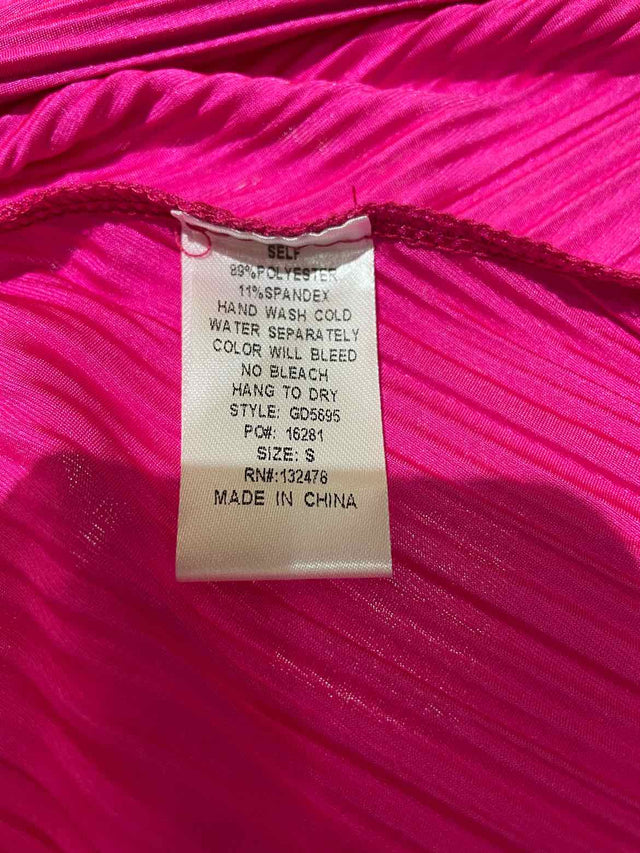 SELF
89%POLYESTER
11%SPANDEX
HAND WASH COLD
WATER SEPARATELY
COLOR WILL BLEED
NO BLEACH
HANG TO DRY
STYLE: GD5695
PO#: 16281
SIZE: S
RN#:132478
MADE IN CHINA